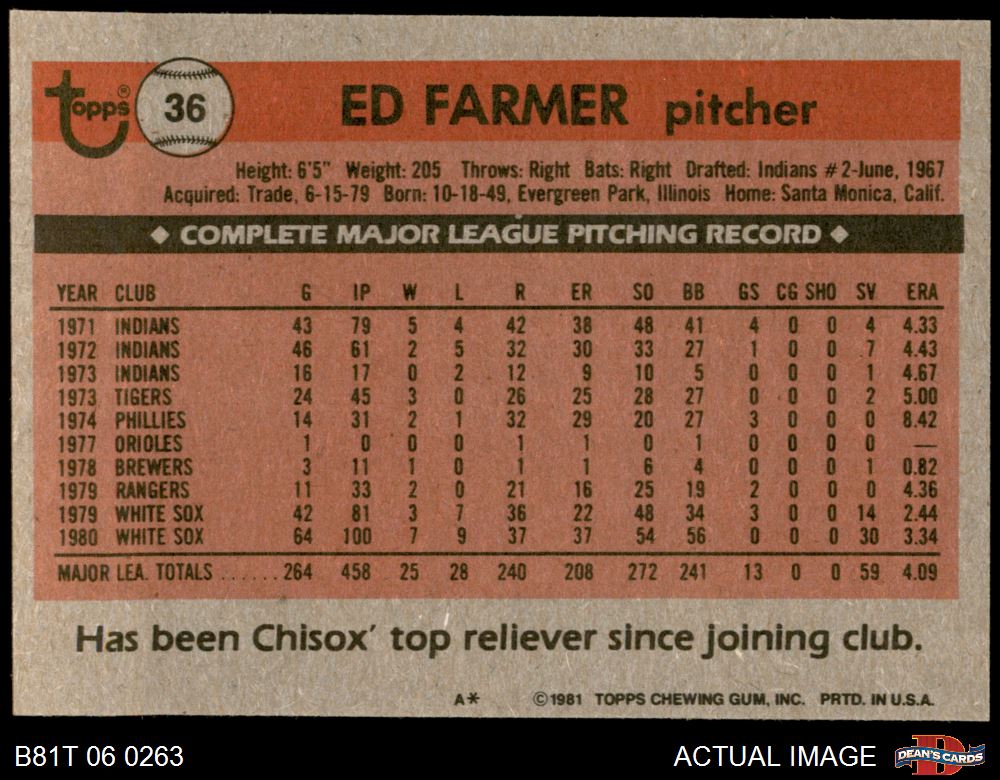 topps® 36 ED FARMER pitcher
Height: 6'5" Weight: 205 Throws: Right Bats: Right Drafted: Indians #2-June, 1967
Acquired: Trade, 6-15-79 Born: 10-18-49, Evergreen Park, Illinois Home: Santa Monica, Calif.
◆ COMPLETE MAJOR LEAGUE PITCHING RECORD ◆
YEAR CLUB G IP W L R ER SO BB GS CG SHO SV ERA
1971 INDIANS 43 79 5 4 42 38 48 41 4 0 0 4 4.33
1972 INDIANS 46 61 2 5 32 30 33 27 1 0 0 7 4.43
1973 INDIANS 16 17 0 2 12 9 10 5 0 0 0 1 4.67
1973 TIGERS 24 45 3 0 26 25 28 27 0 0 0 2 5.00
1974 PHILLIES 14 31 2 1 32 29 20 27 3 0 0 0 8.42
1977 ORIOLES 1 0 0 0 1 1 0 1 0 0 0 0 —
1978 BREWERS 3 11 1 0 1 1 6 4 0 0 0 1 0.82
1979 RANGERS 11 33 2 0 21 16 25 19 2 0 0 0 4.36
1979 WHITE SOX 42 81 3 7 36 22 48 34 3 0 0 14 2.44
1980 WHITE SOX 64 100 7 9 37 37 54 56 0 0 0 30 3.34
MAJOR LEA. TOTALS ...... 264 458 25 28 240 208 272 241 13 0 0 59 4.09
Has been Chisox' top reliever since joining club.
A* ©1981 TOPPS CHEWING GUM, INC. PRTD. IN U.S.A.
B81T 06 0263 ACTUAL IMAGE DEAN'S CARDS